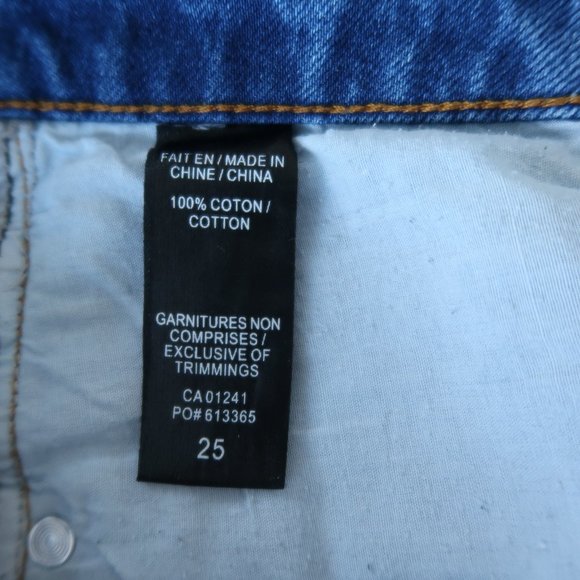 FAIT EN / MADE IN
CHINE / CHINA
100% COTON /
COTTON
GARNITURES NON
COMPRISES /
EXCLUSIVE OF
TRIMMINGS
CA 01241
PO# 613365
25